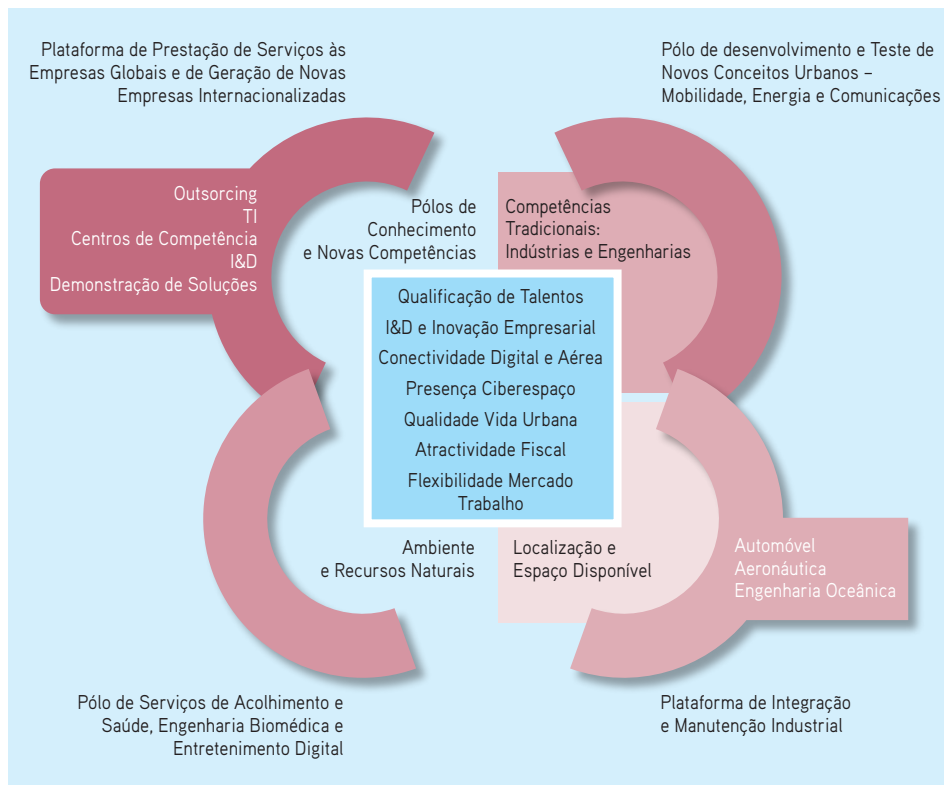 Plataforma de Prestação de Serviços às
Empresas Globais e de Geração de Novas
Empresas Internacionalizadas
Pólo de desenvolvimento e Teste de
Novos Conceitos Urbanos –
Mobilidade, Energia e Comunicações
Outsorcing
TI
Centros de Competência
I&D
Demonstração de Soluções
Pólos de
Conhecimento
e Novas Competências
Competências
Tradicionais:
Indústrias e Engenharias
Qualificação de Talentos
I&D e Inovação Empresarial
Conectividade Digital e Aérea
Presença Ciberespaço
Qualidade Vida Urbana
Atractividade Fiscal
Flexibilidade Mercado
Trabalho
Ambiente
e Recursos Naturais
Localização e
Espaço Disponível
Automóvel
Aeronáutica
Engenharia Oceânica
Pólo de Serviços de Acolhimento e
Saúde, Engenharia Biomédica e
Entretenimento Digital
Plataforma de Integração
e Manutenção Industrial